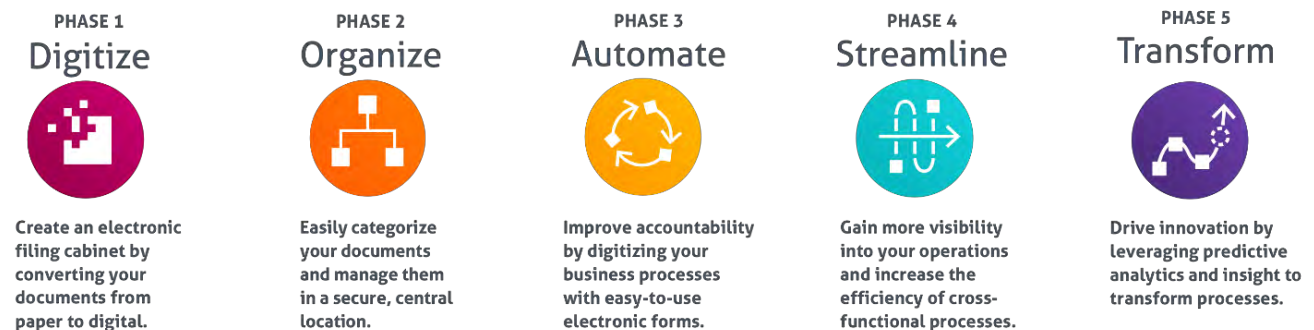 PHASE 1
Digitize
Create an electronic
filing cabinet by
converting your
documents from
paper to digital.
PHASE 2
Organize
Easily categorize
your documents
and manage them
in a secure, central
location.
PHASE 3
Automate
Improve accountability
by digitizing your
business processes
with easy-to-use
electronic forms.
PHASE 4
Streamline
Gain more visibility
into your operations
and increase the
efficiency of cross-
functional processes.
PHASE 5
Transform
Drive innovation by
leveraging predictive
analytics and insight to
transform processes.